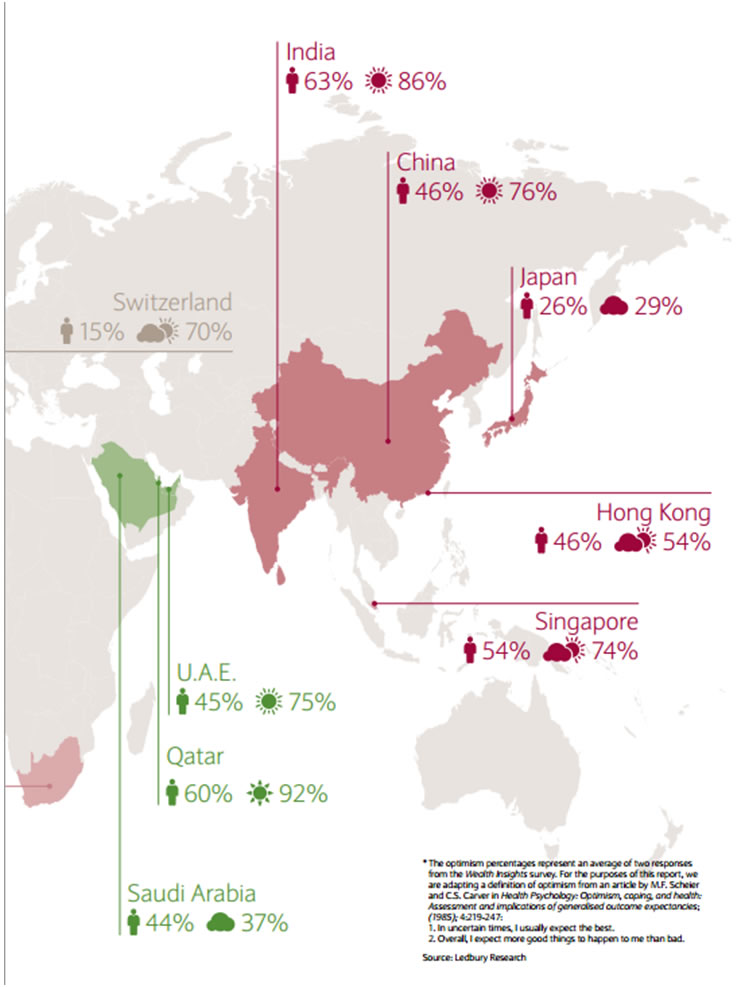 India
63% 86%
China
46% 76%
Japan
26% 29%
Switzerland
15% 70%
Hong Kong
46% 54%
Singapore
54% 74%
U.A.E.
45% 75%
Qatar
60% 92%
Saudi Arabia
44% 37%
* The optimism percentages represent an average of two responses
from the Wealth Insights survey. For the purposes of this report, we
are adapting a definition of optimism from an article by M.F. Scheier
and C.S. Carver in Health Psychology: Optimism, coping, and health:
Assessment and implications of generalised outcome expectancies;
(1985); 4:219-247:
1. In uncertain times, I usually expect the best.
2. Overall, I expect more good things to happen to me than bad.
Source: Ledbury Research